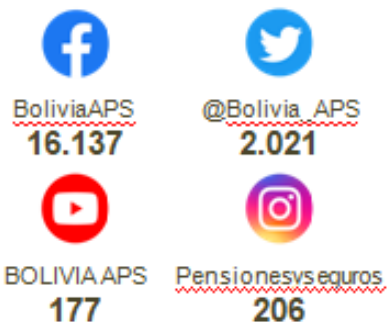 BoliviaAPS
@Bolivia_APS
16.137
2.021
BOLIVIA APS
Pensionesyseguros
177
206